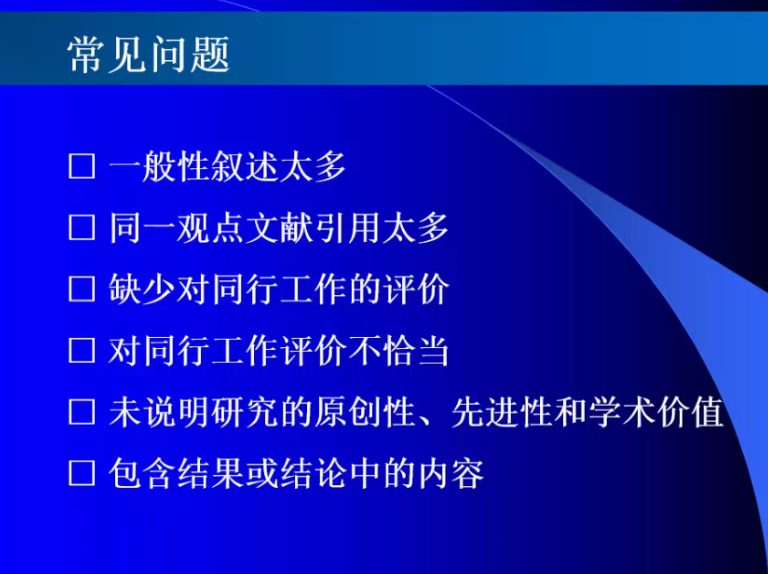 常见问题
□ 一般性叙述太多
□ 同一观点文献引用太多
□ 缺少对同行工作的评价
□ 对同行工作评价不恰当
□ 未说明研究的原创性、先进性和学术价值
□ 包含结果或结论中的内容